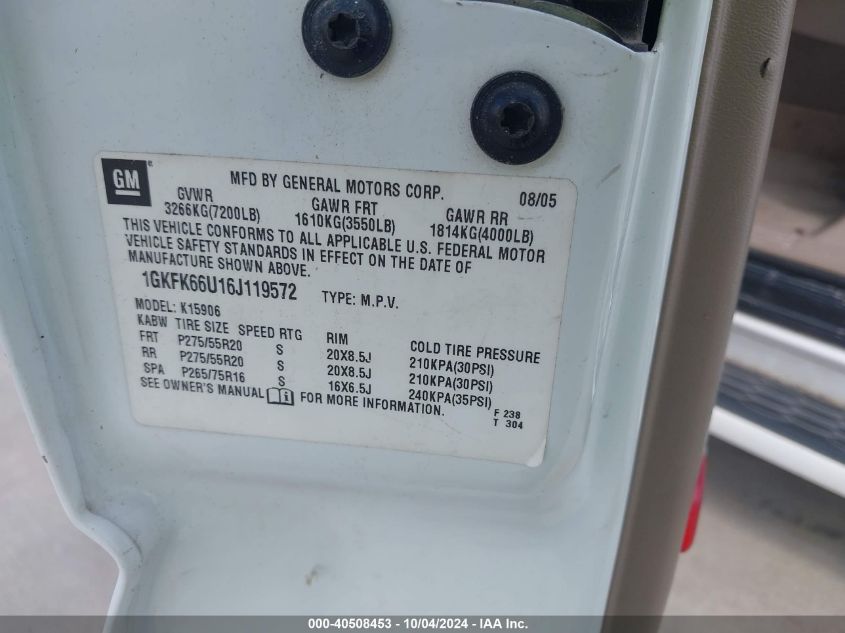 GM
MFD BY GENERAL MOTORS CORP. 08/05
GVWR GAWR FRT GAWR RR
3266KG(7200LB) 1610KG(3550LB) 1814KG(4000LB)
THIS VEHICLE CONFORMS TO ALL APPLICABLE U.S. FEDERAL MOTOR
VEHICLE SAFETY STANDARDS IN EFFECT ON THE DATE OF
MANUFACTURE SHOWN ABOVE.
1GKFK66U16J119572 TYPE: M.P.V.
MODEL: K15906
KABW TIRE SIZE SPEED RTG RIM COLD TIRE PRESSURE
FRT P275/55R20 S 20X8.5J 210KPA(30PSI)
RR P275/55R20 S 20X8.5J 210KPA(30PSI)
SPA P265/75R16 S 16X6.5J 240KPA(35PSI)
SEE OWNER'S MANUAL FOR MORE INFORMATION.
F 238
T 304
000-40508453 - 10/04/2024 - IAA Inc.